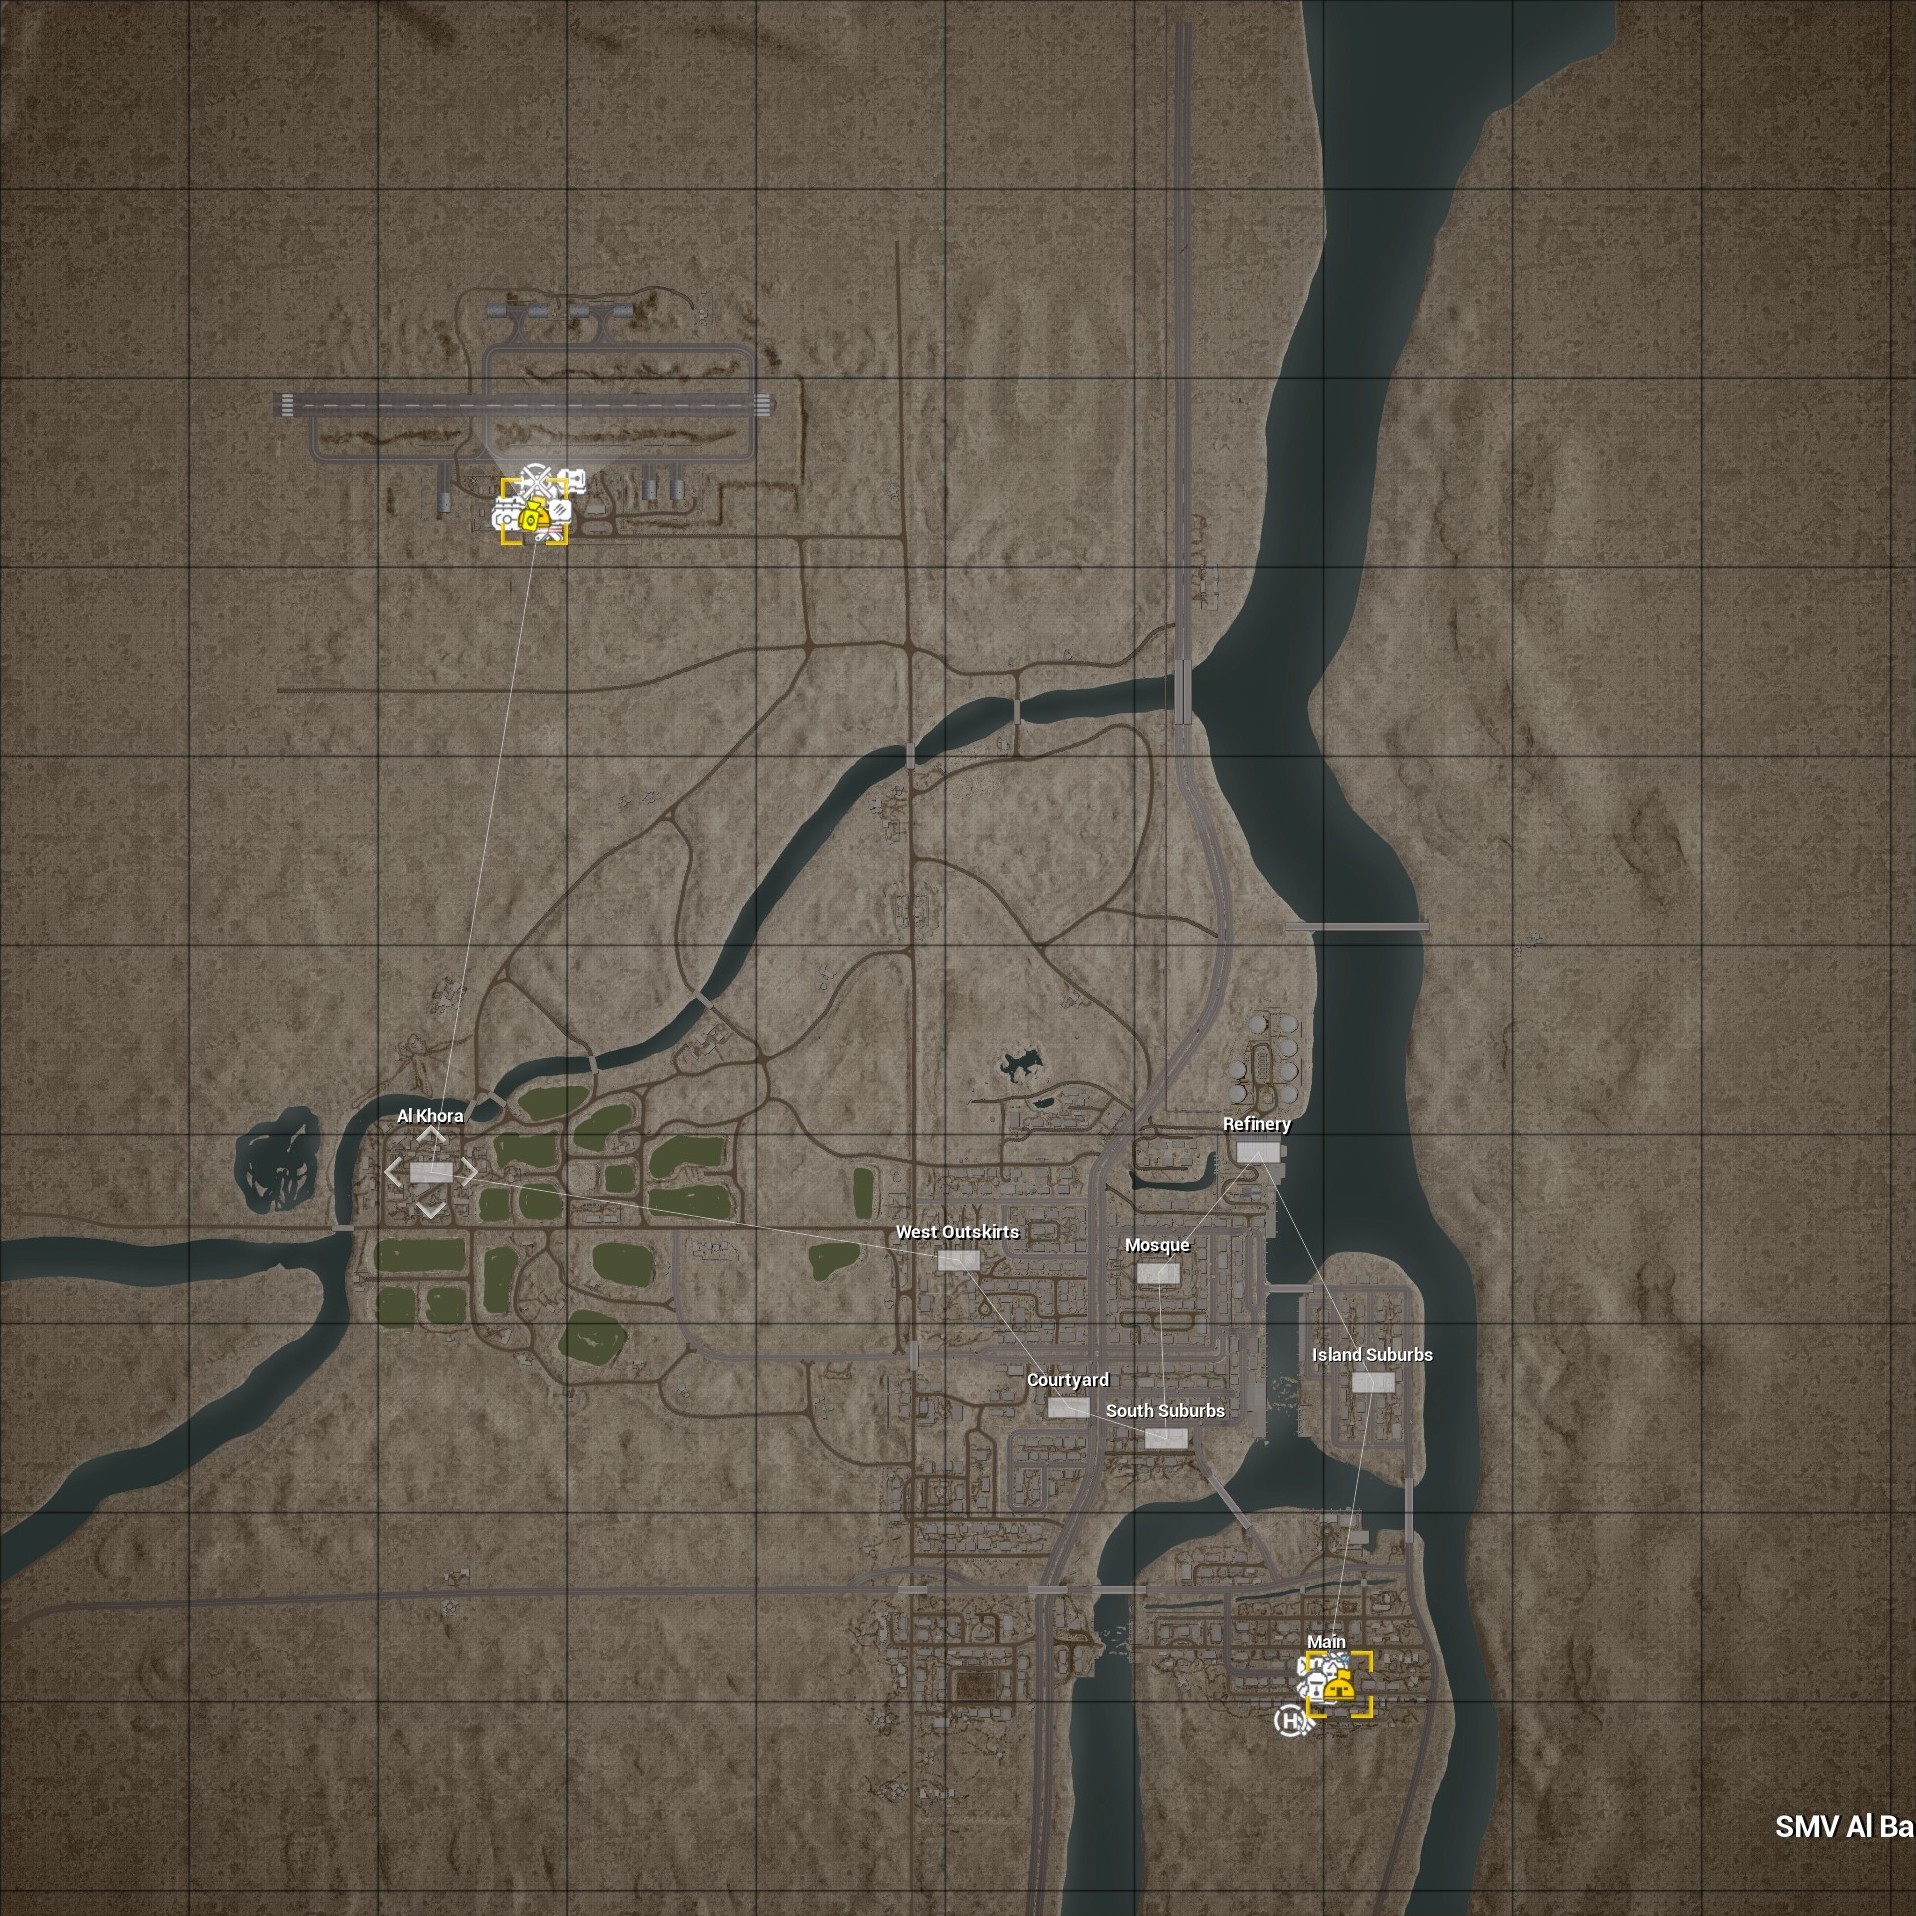 Al Khora
Refinery
West Outskirts
Mosque
Island Suburbs
Courtyard
South Suburbs
Main
H
SMV Al Ba